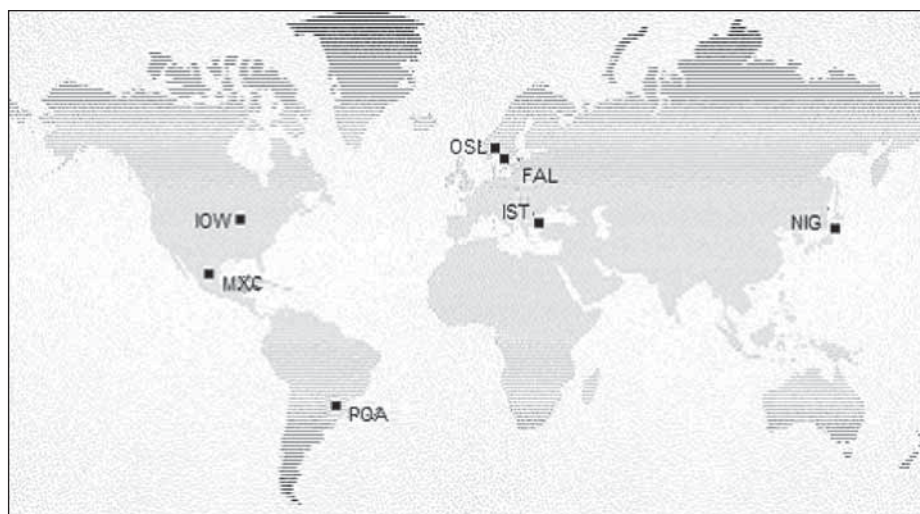 OSL
FAL
IOW
IST
NIG
MXC
PGA